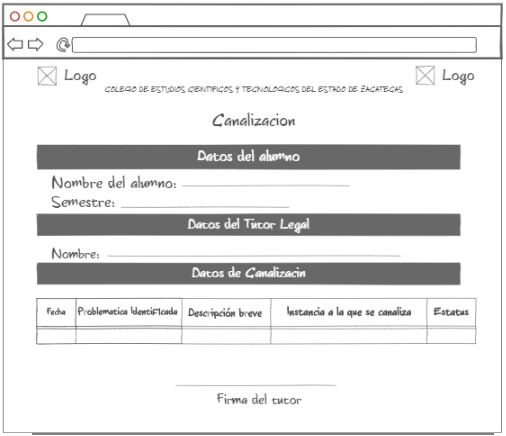 Logo
Logo
COLEGIO DE ESTUDIOS CIENTIFICOS Y TECNOLOGICOS DEL ESTADO DE ZACATECAS
Canalizacion
Datos del alumno
Nombre del alumno:
Semestre:
Datos del Tutor Legal
Nombre:
Datos de Canalizacin
Fecha Problematica Identificada Descripción breve Instancia a la que se canaliza Estatus
Firma del tutor